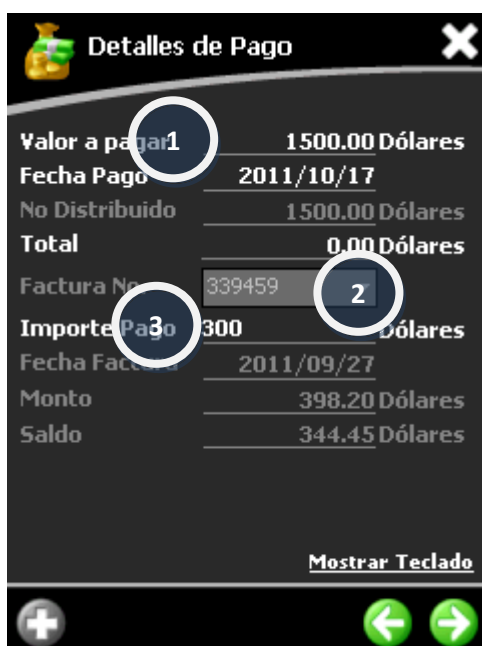 Detalles de Pago
Valor a pagar 1 1500.00 Dólares
Fecha Pago 2011/10/17
No Distribuido 1500.00 Dólares
Total 0.00 Dólares
Factura No 339459 2
Importe Pago 3 300 Dólares
Fecha Factura 2011/09/27
Monto 398.20 Dólares
Saldo 344.45 Dólares
Mostrar Teclado